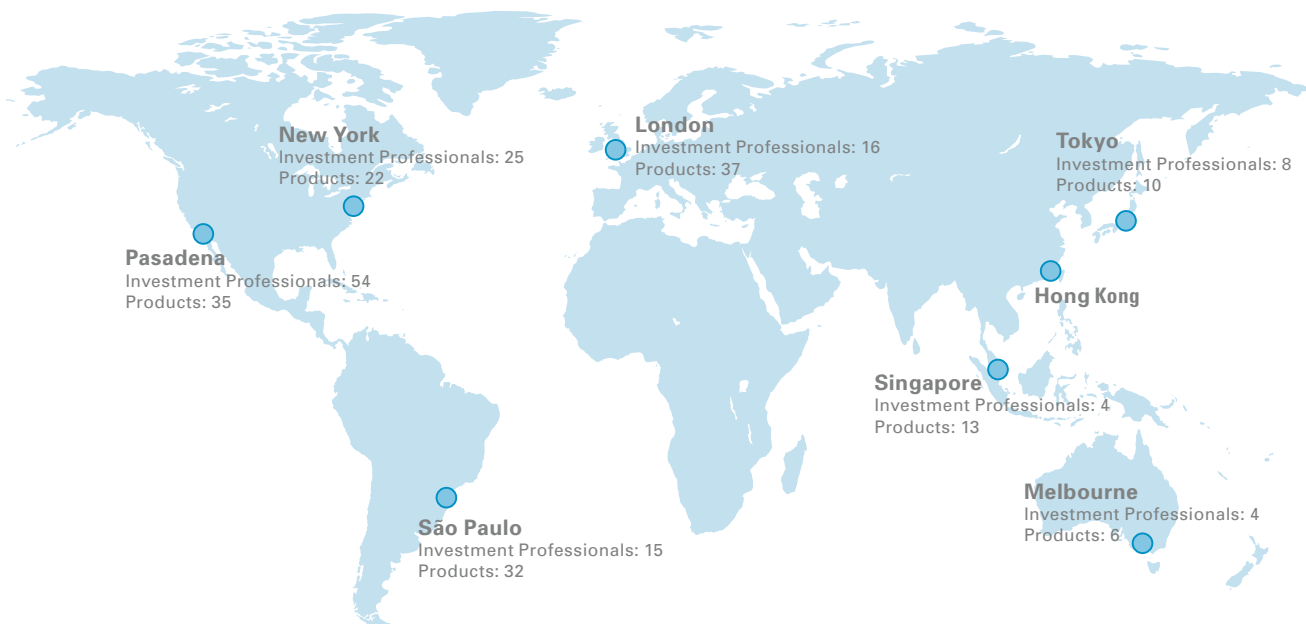 New York
Investment Professionals: 25
Products: 22
London
Investment Professionals: 16
Products: 37
Tokyo
Investment Professionals: 8
Products: 10
Pasadena
Investment Professionals: 54
Products: 35
Hong Kong
Singapore
Investment Professionals: 4
Products: 13
Melbourne
Investment Professionals: 4
Products: 6
São Paulo
Investment Professionals: 15
Products: 32